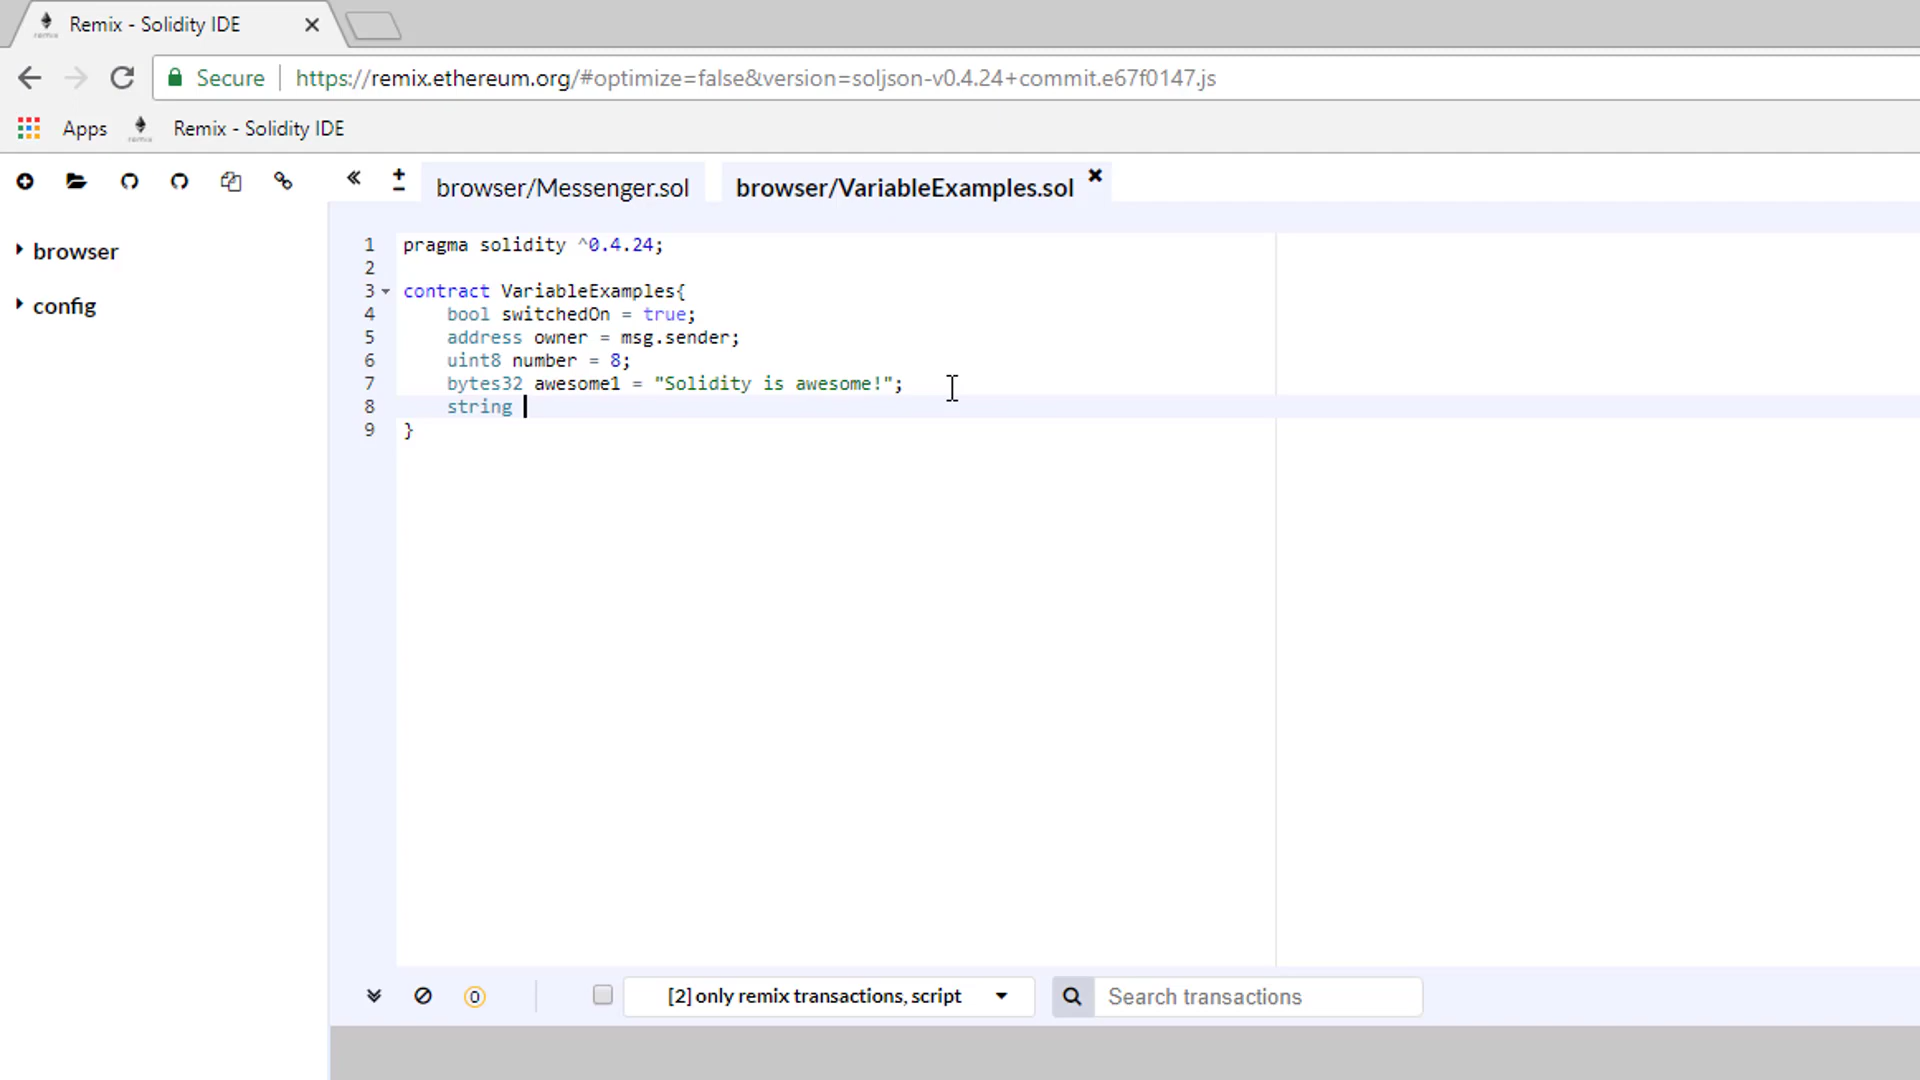 Remix - Solidity IDE
Secure https://remix.ethereum.org/#optimize=false&version=soljson-v0.4.24+commit.e67f0147.js
Apps remix Remix - Solidity IDE
browser/Messenger.sol browser/VariableExamples.sol
browser
config
1 pragma solidity ^0.4.24;
2
3 contract VariableExamples{
4 bool switchedOn = true;
5 address owner = msg.sender;
6 uint8 number = 8;
7 bytes32 awesome1 = "Solidity is awesome!";
8 string
9 }
0 [2] only remix transactions, script Search transactions